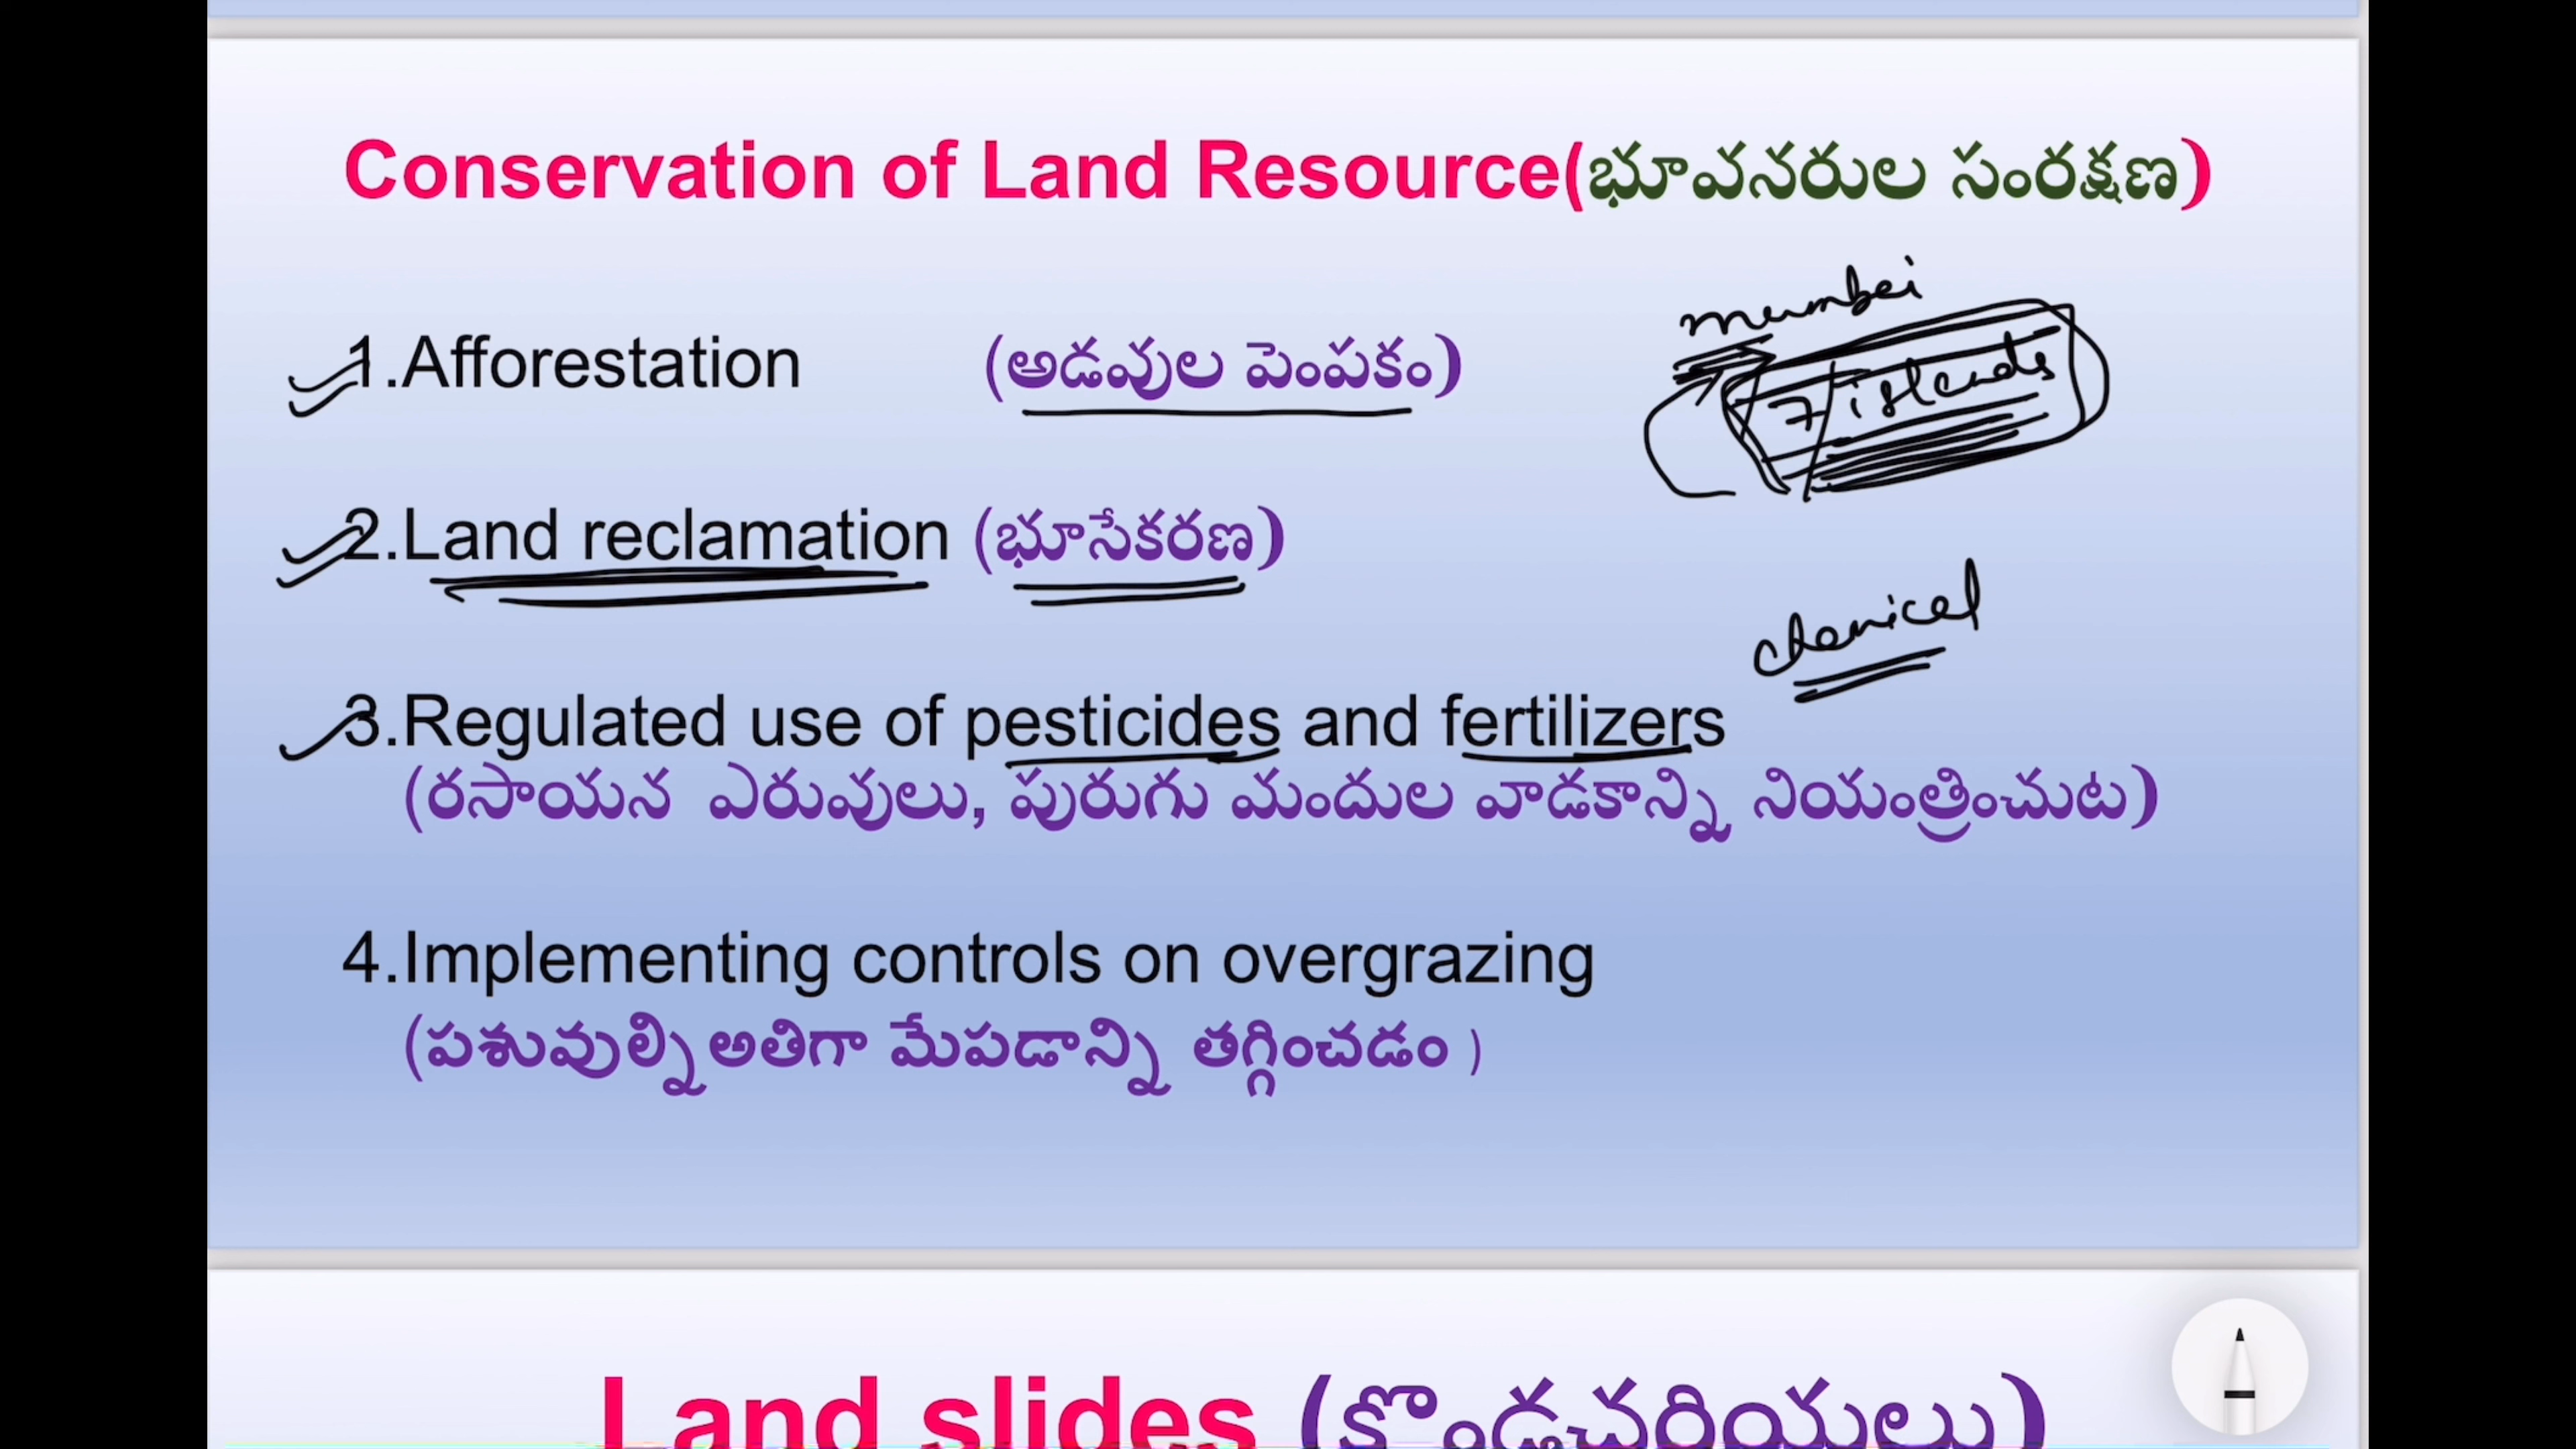 Conservation of Land Resource(భూవనరుల సంరక్షణ)
mumbai
1.Afforestation (అడవుల పెంపకం)
7 islands
2.Land reclamation (భూసేకరణ)
chemical
3.Regulated use of pesticides and fertilizers
(రసాయన ఎరువులు, పురుగు మందుల వాడకాన్ని నియంత్రించుట)
4.Implementing controls on overgrazing
(పశువుల్ని అతిగా మేపడాన్ని తగ్గించడం )
Land slides (కొండచరియలు)